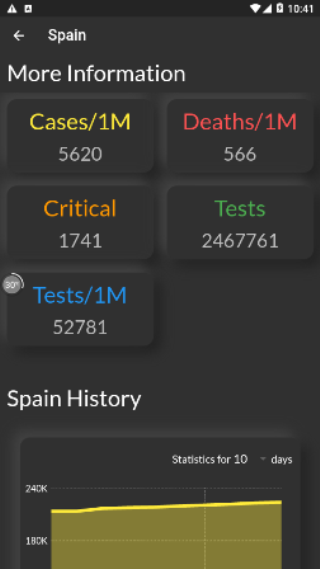 10:41
Spain
More Information
Cases/1M
5620
Deaths/1M
566
Critical
1741
Tests
2467761
30°
Tests/1M
52781
Spain History
Statistics for 10 days
240K
180K